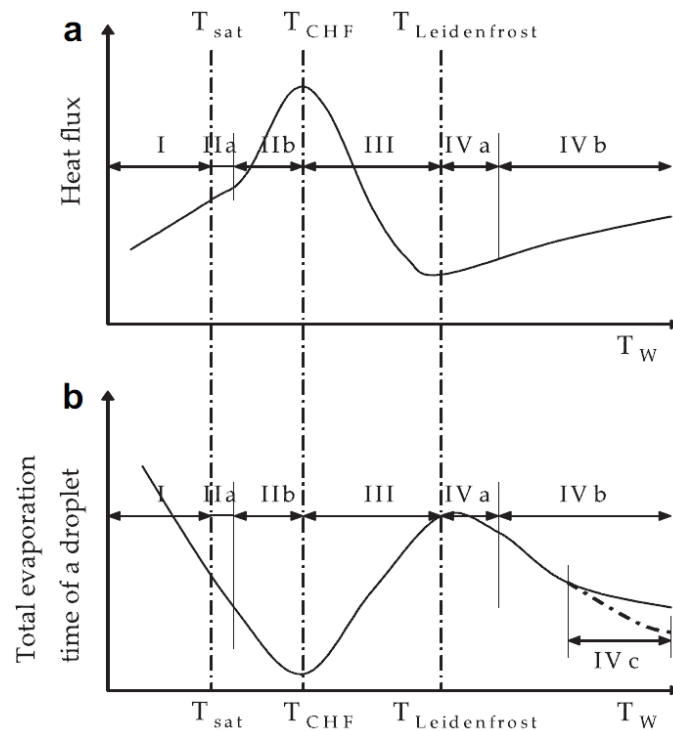 T sat T CHF T Leidenfrost
a
Heat flux
I IIa IIb III IV a IV b
T W
b
Total evaporation
time of a droplet
I IIa IIb III IV a IV b
IV c
T sat T CHF T Leidenfrost T W